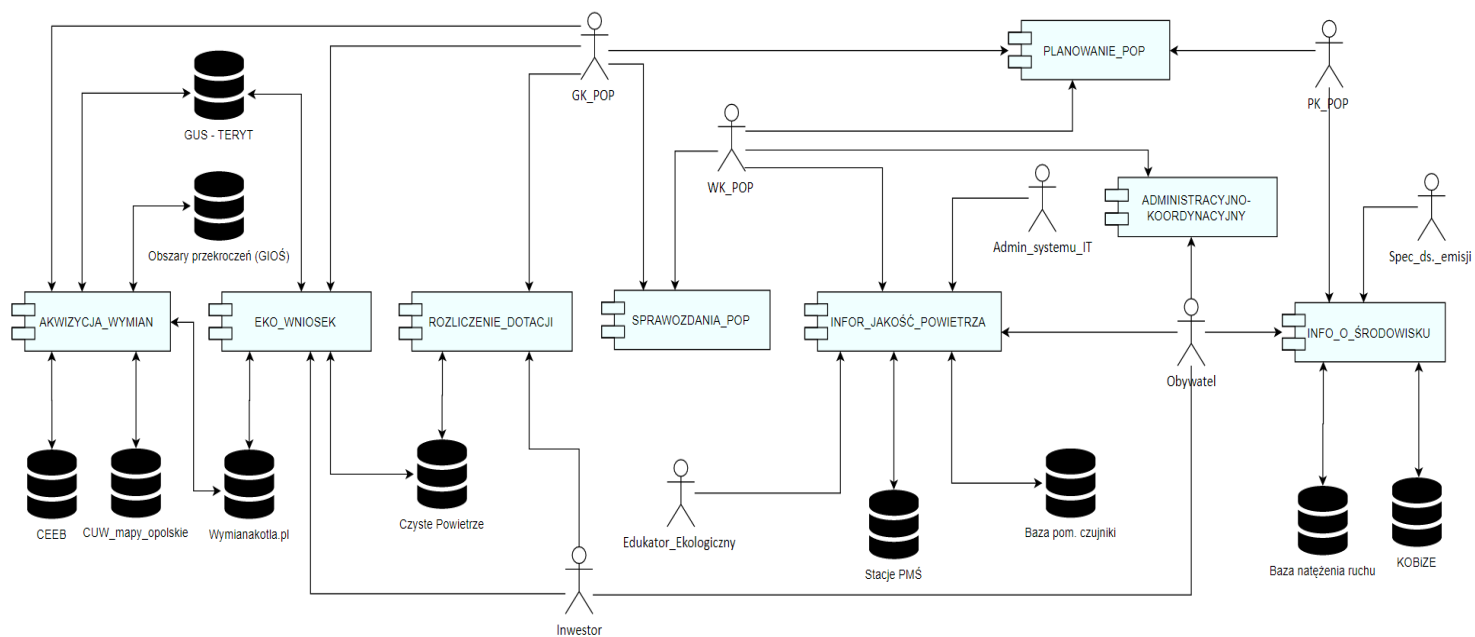 PLANOWANIE_POP
GK_POP
PK_POP
GUS - TERYT
WK_POP
ADMINISTRACYJNO-
KOORDYNACYJNY
Admin_systemu_IT
Obszary przekroczeń (GIOŚ)
Spec_ds._emisji
AKWIZYCJA_WYMIAN
EKO_WNIOSEK
ROZLICZENIE_DOTACJI
SPRAWOZDANIA_POP
INFOR_JAKOŚĆ_POWIETRZA
INFO_O_ŚRODOWISKU
Obywatel
CEEB
CUW_mapy_opolskie
Wymianakotla.pl
Czyste Powietrze
Edukator_Ekologiczny
Stacje PMŚ
Baza pom. czujniki
Baza natężenia ruchu
KOBiZE
Inwestor